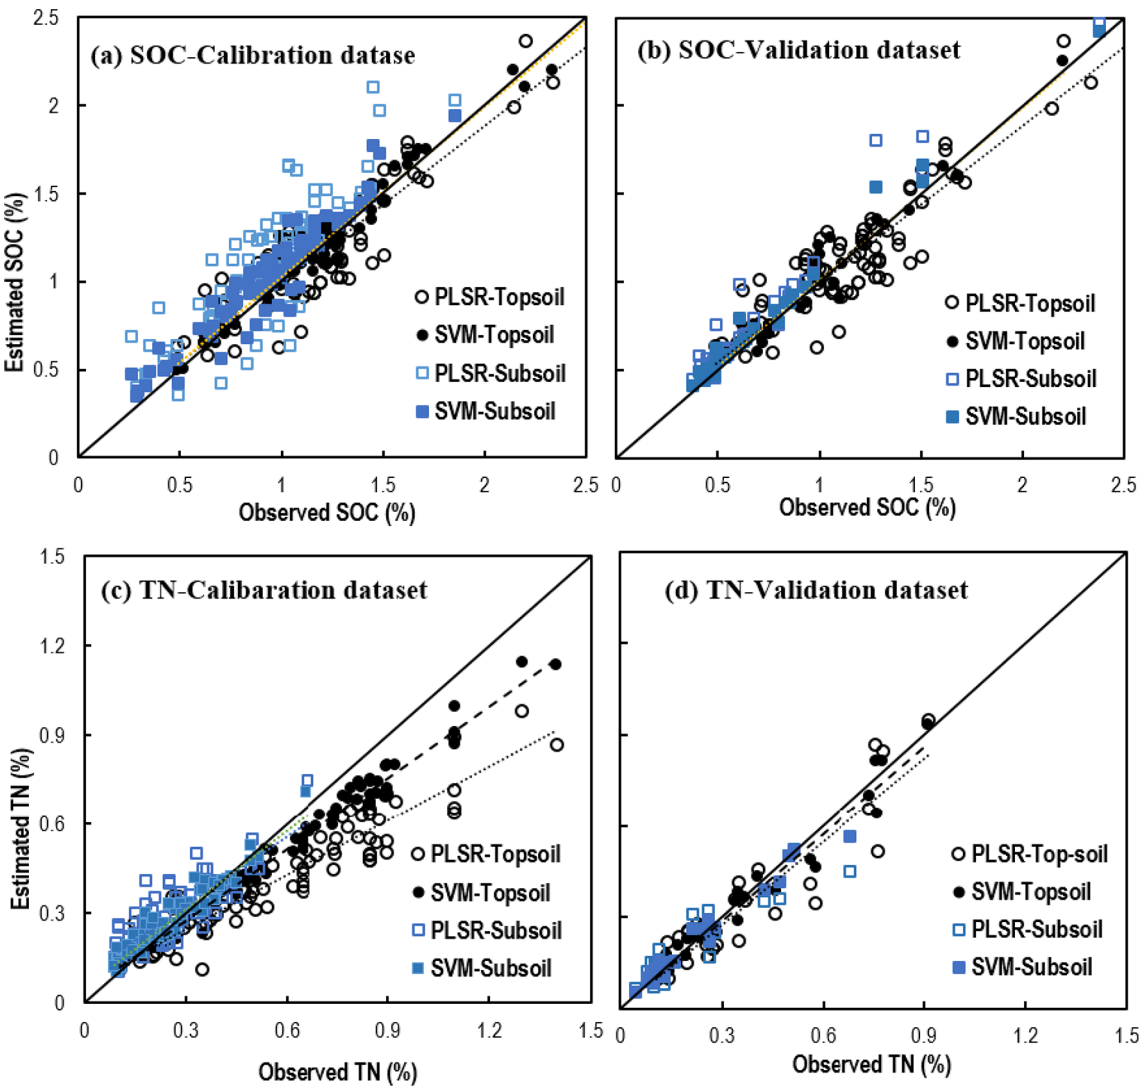 (a) SOC-Calibration datase
2.5
2
1.5
1
0.5
0
Estimated SOC (%)
PLSR-Topsoil
SVM-Topsoil
PLSR-Subsoil
SVM-Subsoil
0 0.5 1 1.5 2 2.5
Observed SOC (%)
(b) SOC-Validation dataset
PLSR-Topsoil
SVM-Topsoil
PLSR-Subsoil
SVM-Subsoil
0 0.5 1 1.5 2 2.5
Observed SOC (%)
(c) TN-Calibaration dataset
1.5
1.2
0.9
0.6
0.3
0
Estimated TN (%)
PLSR-Topsoil
SVM-Topsoil
PLSR-Subsoil
SVM-Subsoil
0 0.3 0.6 0.9 1.2 1.5
Observed TN (%)
(d) TN-Validation dataset
PLSR-Top-soil
SVM-Topsoil
PLSR-Subsoil
SVM-Subsoil
0 0.3 0.6 0.9 1.2 1.5
Observed TN (%)